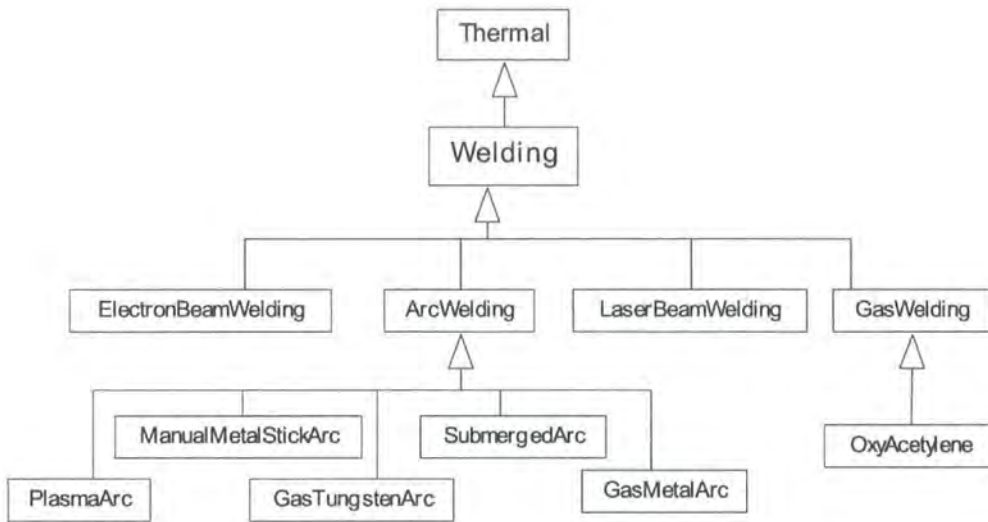 Thermal
Welding
ElectronBeamWelding
ArcWelding
LaserBeamWelding
GasWelding
ManualMetalStickArc
SubmergedArc
OxyAcetylene
PlasmaArc
GasTungstenArc
GasMetalArc